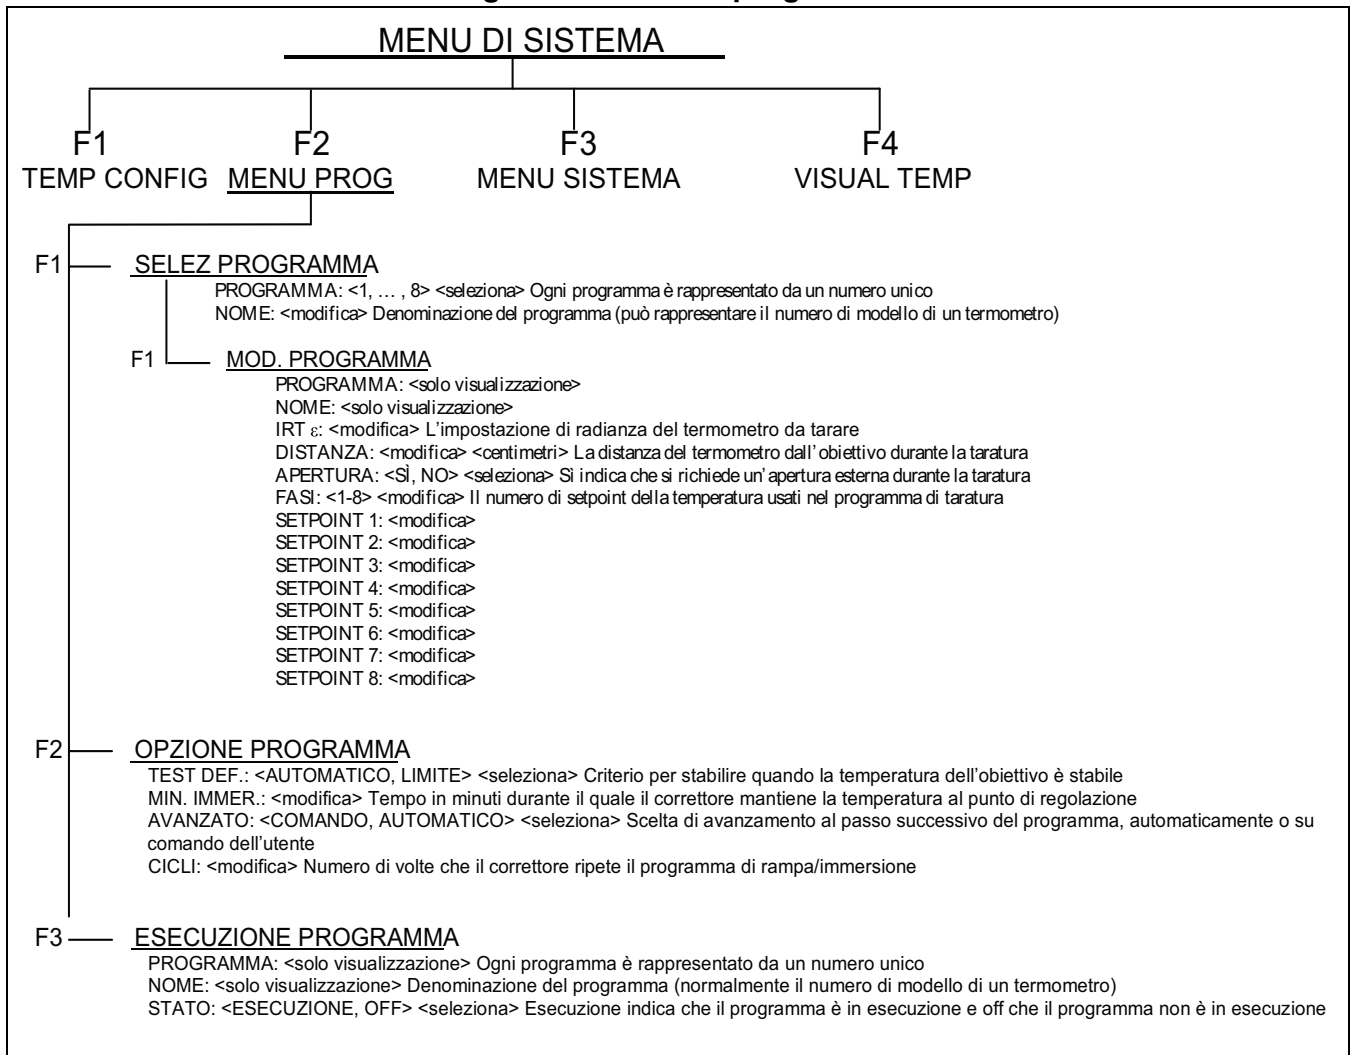 MENU DI SISTEMA
F1
F2
F3
F4
TEMP CONFIG
MENU PROG
MENU SISTEMA
VISUAL TEMP
F1
SELEZ PROGRAMMA
PROGRAMMA: <1, … , 8> <seleziona> Ogni programma è rappresentato da un numero unico
NOME: <modifica> Denominazione del programma (può rappresentare il numero di modello di un termometro)
F1
MOD. PROGRAMMA
PROGRAMMA: <solo visualizzazione>
NOME: <solo visualizzazione>
IRT ε: <modifica> L'impostazione di radianza del termometro da tarare
DISTANZA: <modifica> <centimetri> La distanza del termometro dall'obiettivo durante la taratura
APERTURA: <SÌ, NO> <seleziona> Sì indica che si richiede un'apertura esterna durante la taratura
FASI: <1-8> <modifica> Il numero di setpoint della temperatura usati nel programma di taratura
SETPOINT 1: <modifica>
SETPOINT 2: <modifica>
SETPOINT 3: <modifica>
SETPOINT 4: <modifica>
SETPOINT 5: <modifica>
SETPOINT 6: <modifica>
SETPOINT 7: <modifica>
SETPOINT 8: <modifica>
F2
OPZIONE PROGRAMMA
TEST DEF.: <AUTOMATICO, LIMITE> <seleziona> Criterio per stabilire quando la temperatura dell'obiettivo è stabile
MIN. IMMER.: <modifica> Tempo in minuti durante il quale il correttore mantiene la temperatura al punto di regolazione
AVANZATO: <COMANDO, AUTOMATICO> <seleziona> Scelta di avanzamento al passo successivo del programma, automaticamente o su
comando dell'utente
CICLI: <modifica> Numero di volte che il correttore ripete il programma di rampa/immersione
F3
ESECUZIONE PROGRAMMA
PROGRAMMA: <solo visualizzazione> Ogni programma è rappresentato da un numero unico
NOME: <solo visualizzazione> Denominazione del programma (normalmente il numero di modello di un termometro)
STATO: <ESECUZIONE, OFF> <seleziona> Esecuzione indica che il programma è in esecuzione e off che il programma non è in esecuzione